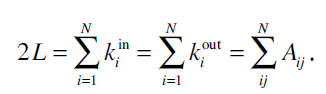 $2L = \sum_{i=1}^{N} k_i^{\text{in}} = \sum_{i=1}^{N} k_i^{\text{out}} = \sum_{ij}^{N} A_{ij}.$